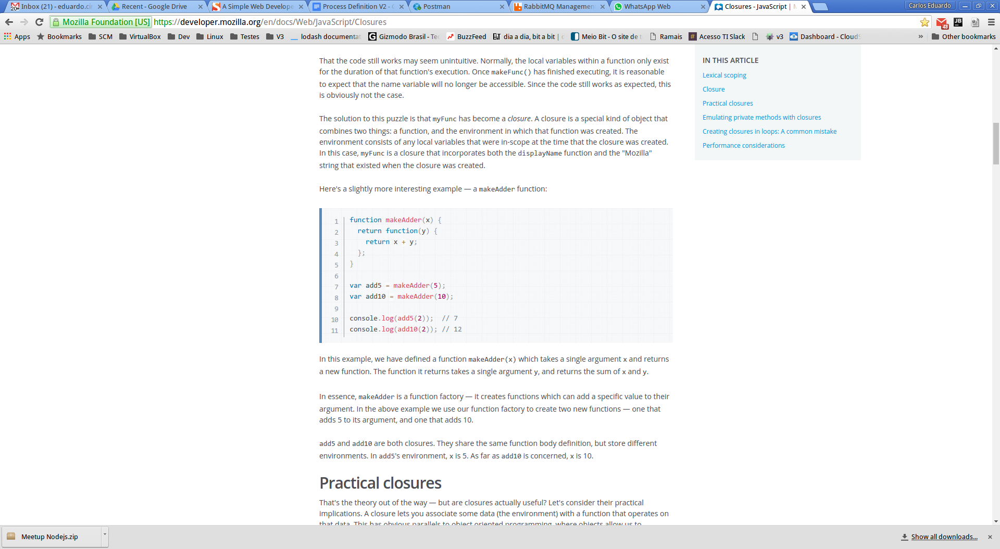 Inbox (21) - eduardo.cir
Recent - Google Drive
A Simple Web Develope
Process Definition V2 - G
Postman
RabbitMQ Managemen
WhatsApp Web
Closures - JavaScript | M
Carlos Eduardo
Mozilla Foundation [US] https://developer.mozilla.org/en/docs/Web/JavaScript/Closures
43
JB
Apps Bookmarks SCM VirtualBox Dev Linux Testes V3 lodash documentat Gizmodo Brasil - Te BuzzFeed dia a dia, bit a bit | Meio Bit - O site de Ramais Acesso TI Slack v3 Dashboard - Cloud » Other bookmarks
That the code still works may seem unintuitive. Normally, the local variables within a function only exist
for the duration of that function's execution. Once makeFunc() has finished executing, it is reasonable
to expect that the name variable will no longer be accessible. Since the code still works as expected, this
is obviously not the case.
The solution to this puzzle is that myFunc has become a closure. A closure is a special kind of object that
combines two things: a function, and the environment in which that function was created. The
environment consists of any local variables that were in-scope at the time that the closure was created.
In this case, myFunc is a closure that incorporates both the displayName function and the "Mozilla"
string that existed when the closure was created.
Here's a slightly more interesting example — a makeAdder function:
1 function makeAdder(x) {
2 return function(y) {
3 return x + y;
4 };
5 }
6
7 var add5 = makeAdder(5);
8 var add10 = makeAdder(10);
9
10 console.log(add5(2)); // 7
11 console.log(add10(2)); // 12
In this example, we have defined a function makeAdder(x) which takes a single argument x and returns
a new function. The function it returns takes a single argument y, and returns the sum of x and y.
In essence, makeAdder is a function factory — it creates functions which can add a specific value to their
argument. In the above example we use our function factory to create two new functions — one that
adds 5 to its argument, and one that adds 10.
add5 and add10 are both closures. They share the same function body definition, but store different
environments. In add5's environment, x is 5. As far as add10 is concerned, x is 10.
Practical closures
That's the theory out of the way — but are closures actually useful? Let's consider their practical
implications. A closure lets you associate some data (the environment) with a function that operates on
that data. This has obvious parallels to object oriented programming, where objects allow us to
IN THIS ARTICLE
Lexical scoping
Closure
Practical closures
Emulating private methods with closures
Creating closures in loops: A common mistake
Performance considerations
Meetup Nodejs.zip
Show all downloads...